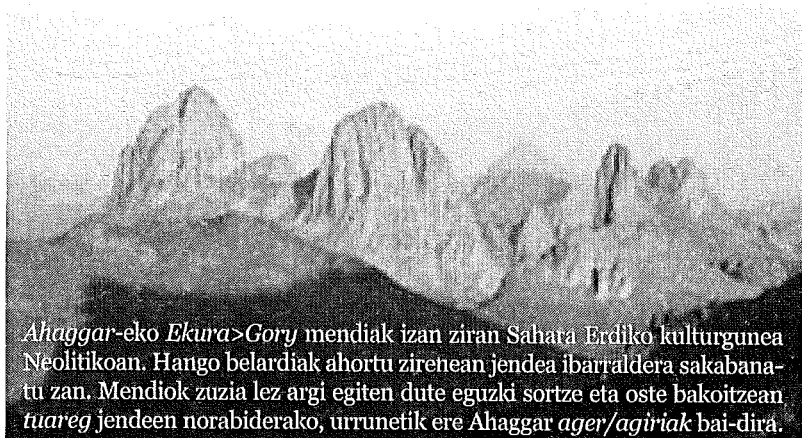 Ahaggar-eko Ekura>Gory mendiak izan ziran Sahara Erdiko kulturgunea
Neolitikoan. Hango belardiak ahortu zirenean jendea ibarraldera sakabana-
tu zan. Mendiok zuzia lez argi egiten dute eguzki sortze eta oste bakoitzean
tuareg jendeen norabiderako, urrunetik ere Ahaggar ager/agiriak bai-dira.